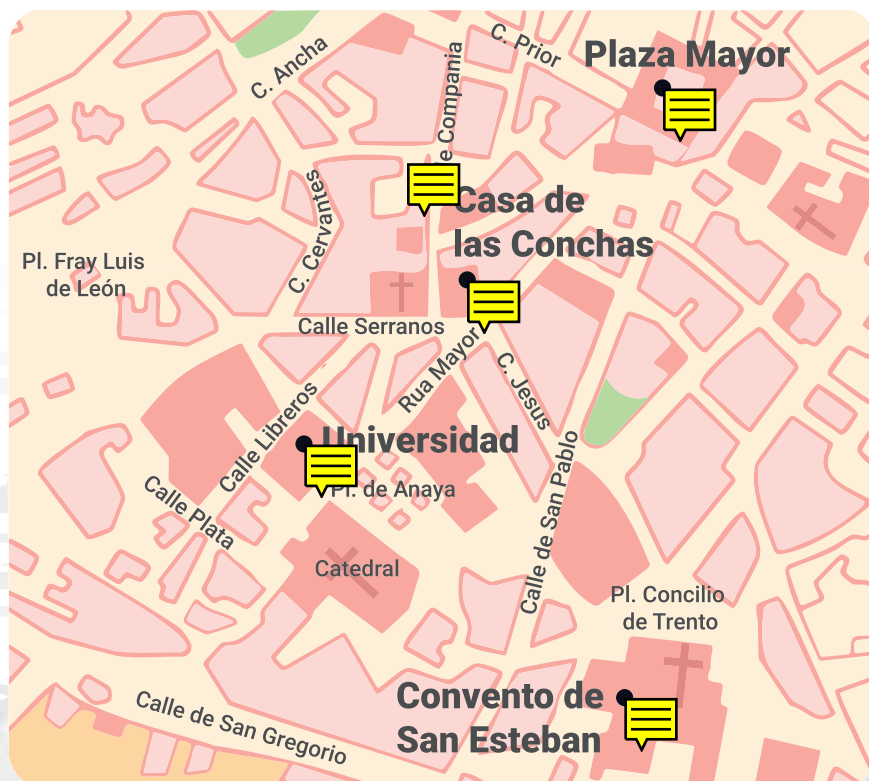 C. Ancha
C. Prior
Plaza Mayor
e Compania
Casa de
las Conchas
C. Cervantes
Pl. Fray Luis
de León
Calle Serranos
Rua Mayor
C. Jesus
Calle Libreros
Universidad
Pl. de Anaya
Calle Plata
Calle de San Pablo
Catedral
Pl. Concilio
de Trento
Convento de
San Esteban
Calle de San Gregorio